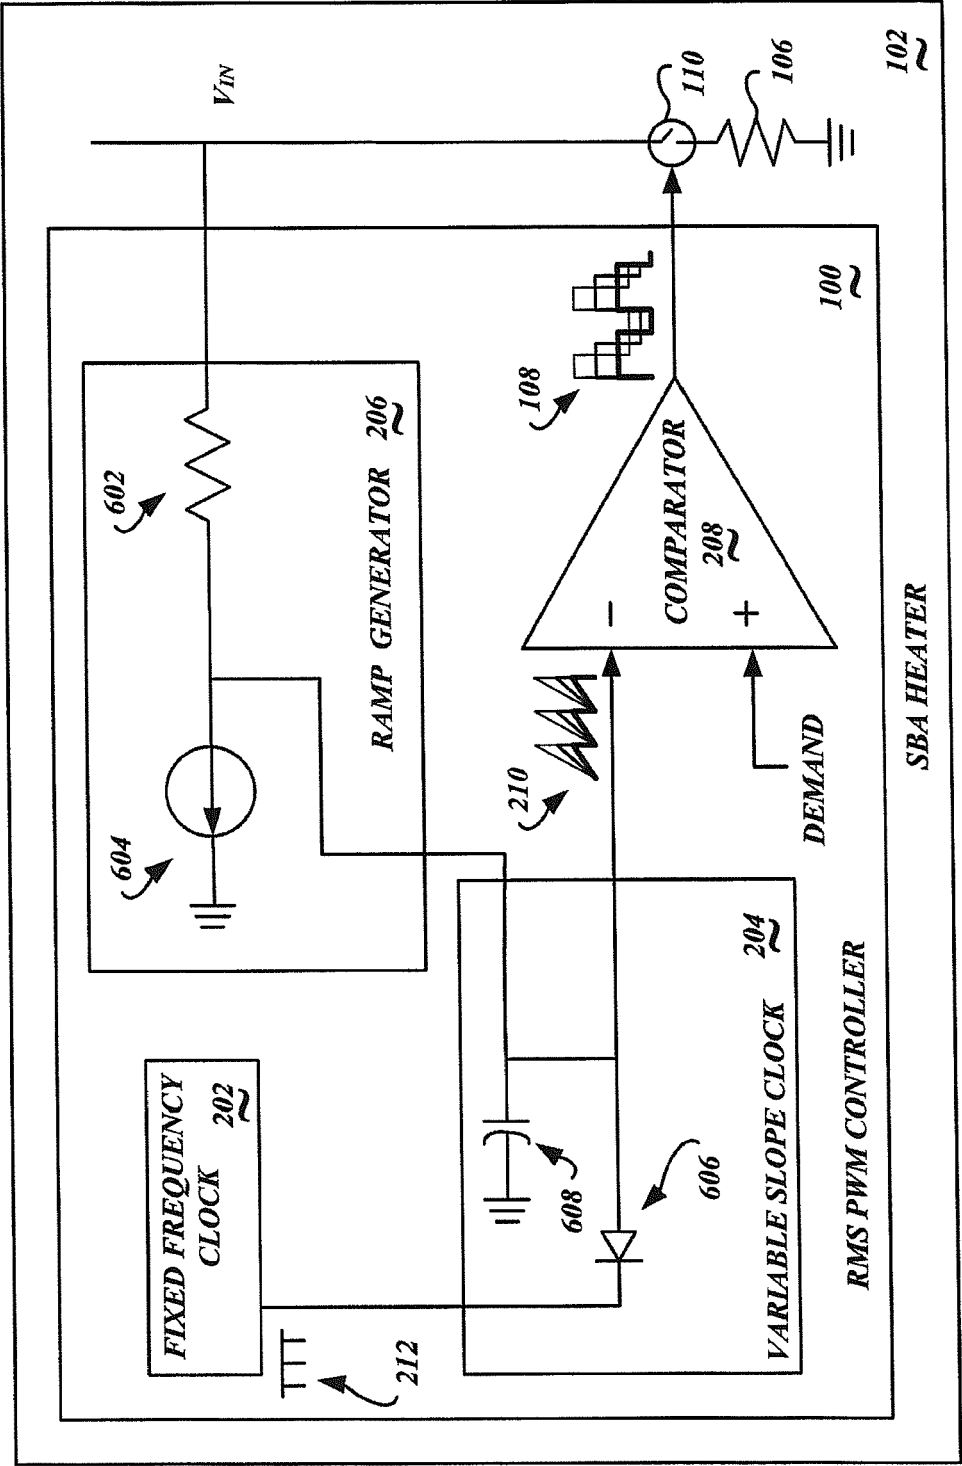 FIXED FREQUENCY
CLOCK
202
212
604
602
RAMP GENERATOR
206
V_IN
608
606
204
VARIABLE SLOPE CLOCK
210
108
−
+
COMPARATOR
208
DEMAND
110
106
100
RMS PWM CONTROLLER
102
SBA HEATER